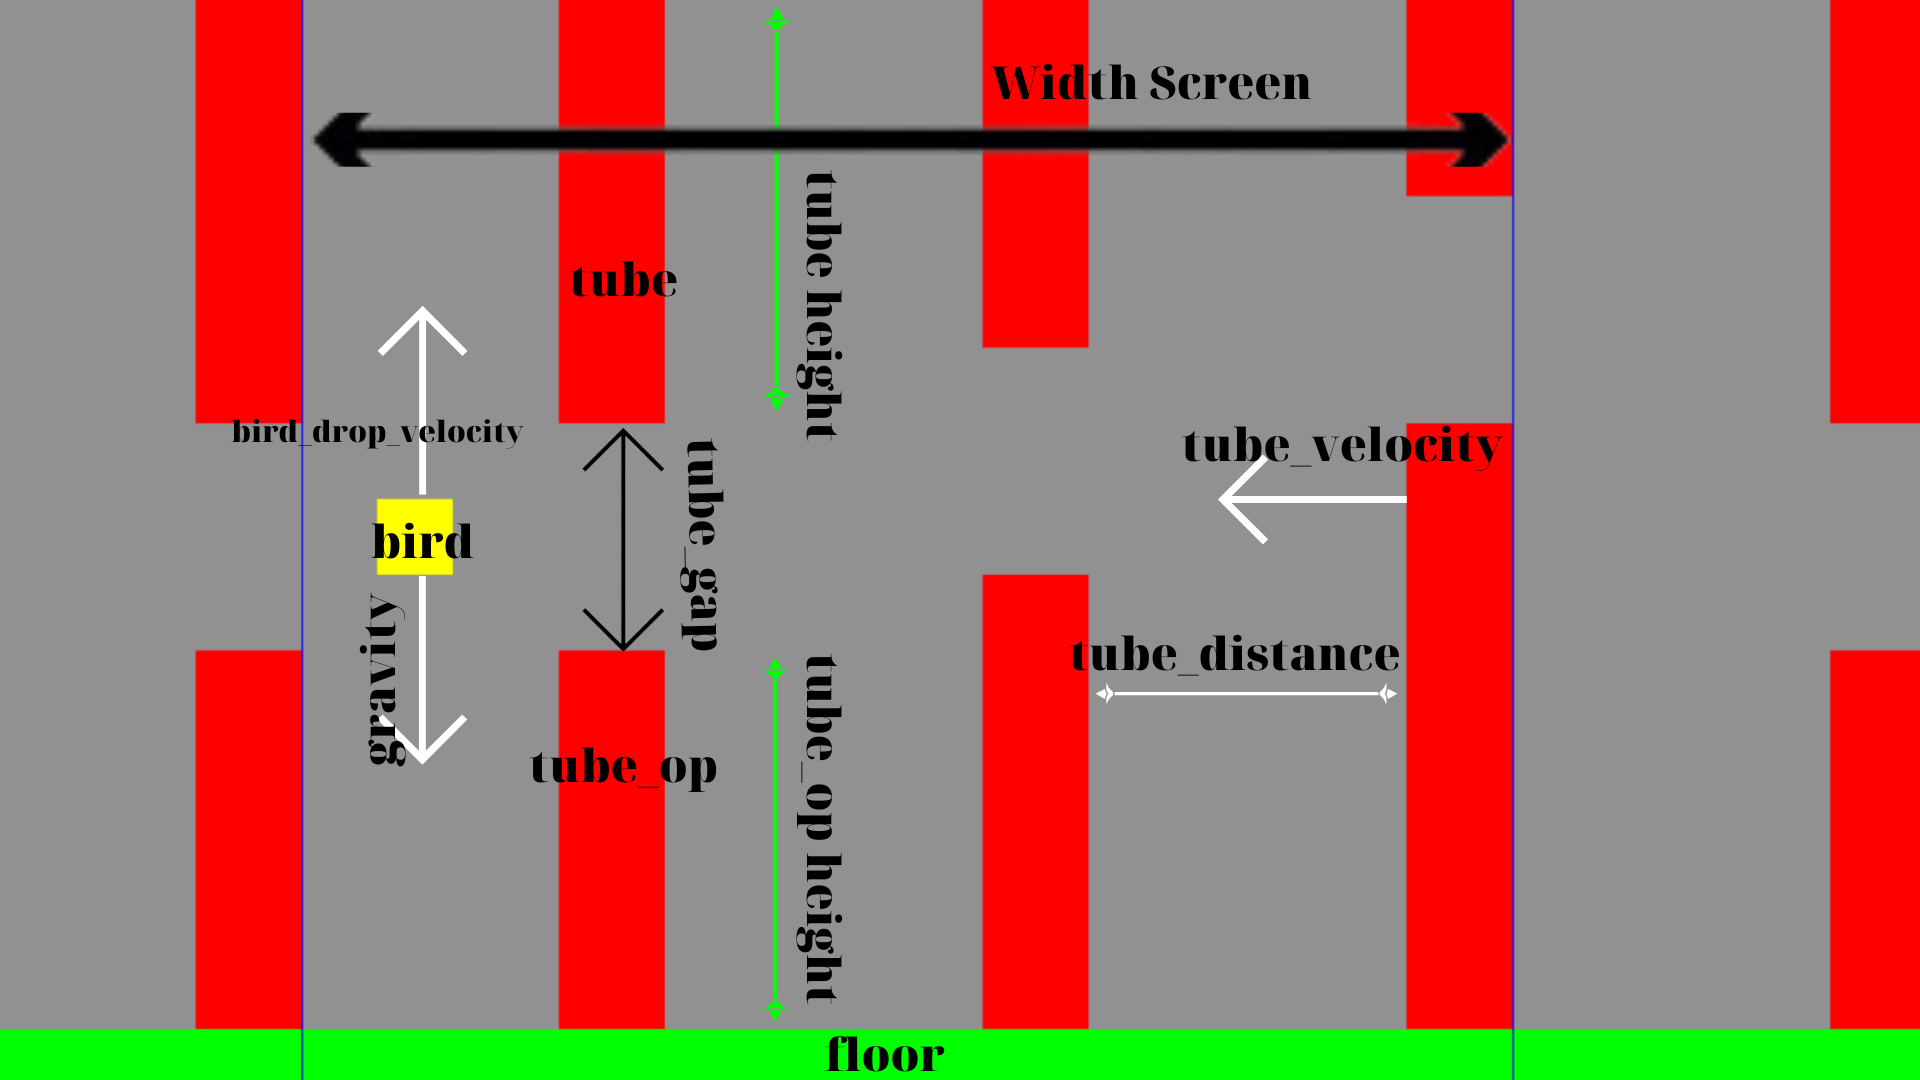 Width Screen
tube height
tube
bird_drop_velocity
tube_velocity
tube_gap
bird
gravity
tube_distance
tube_op height
tube_op
floor